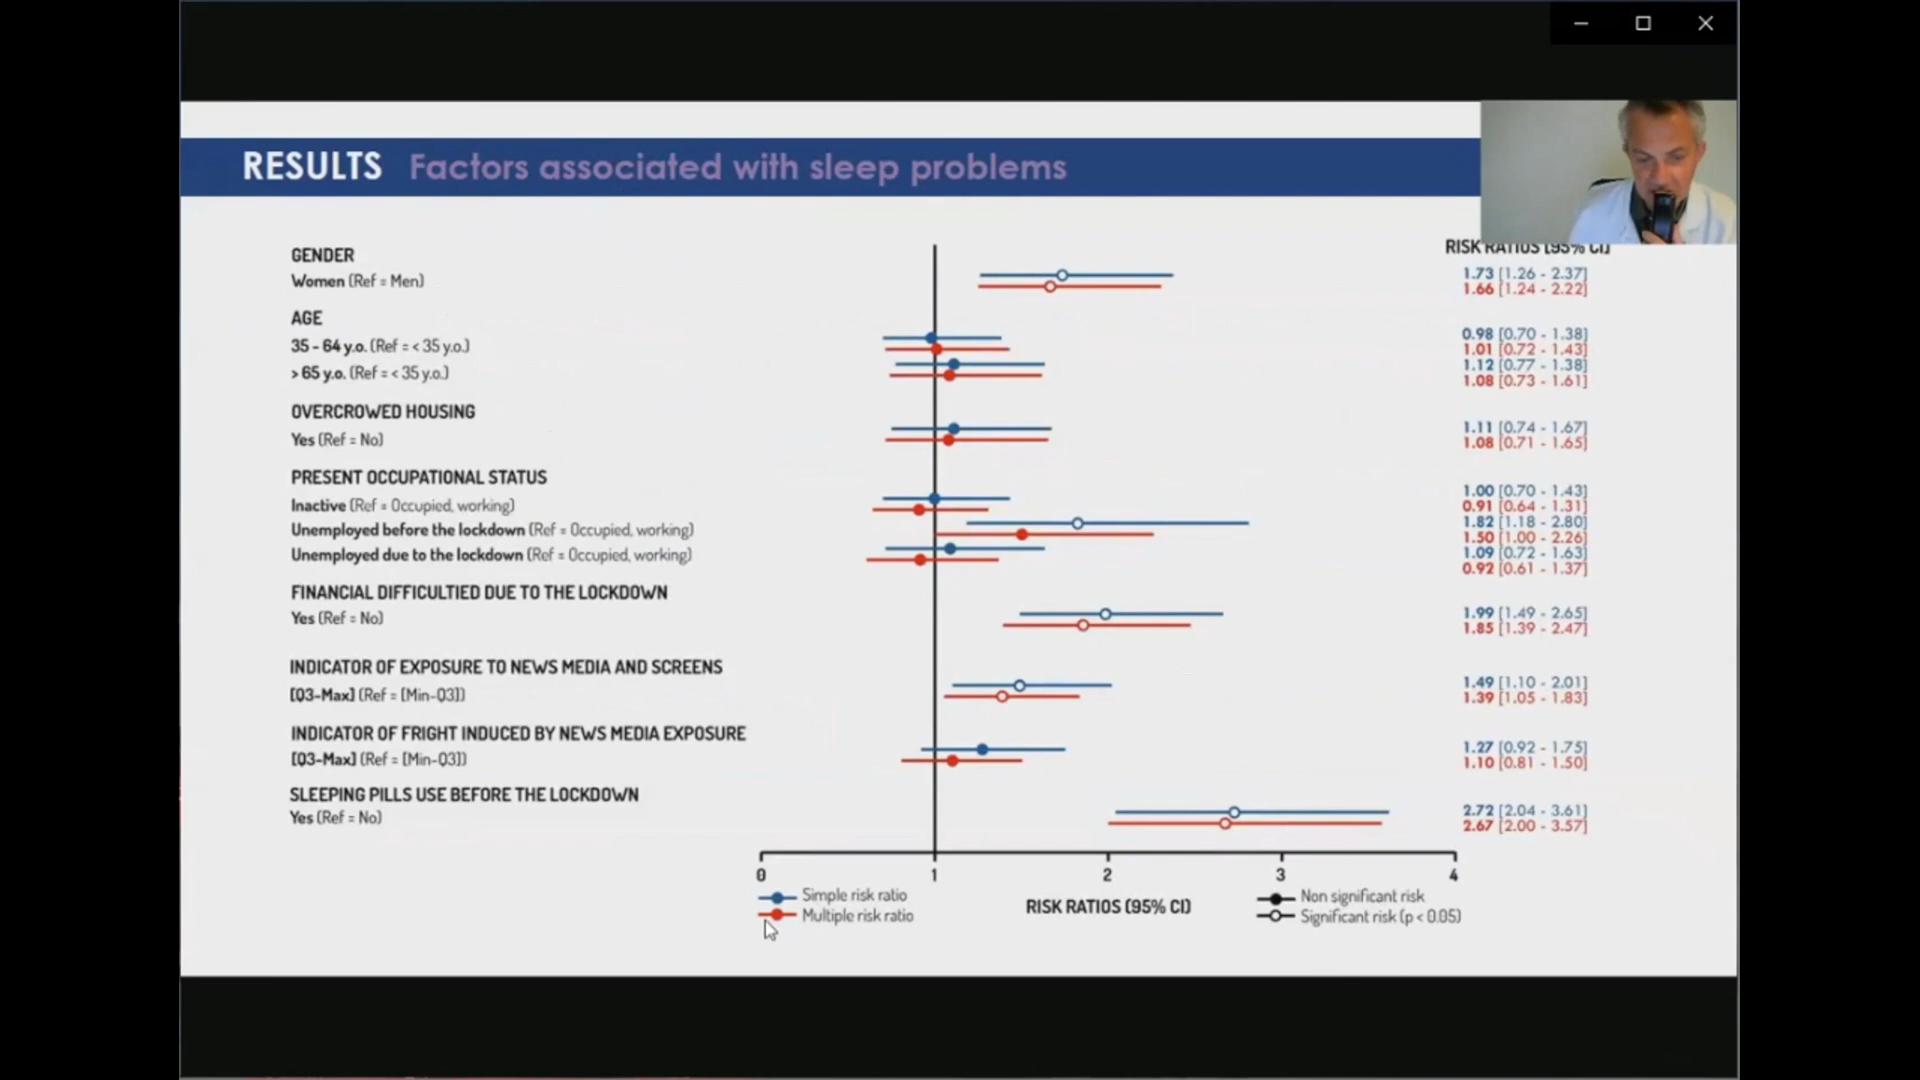 RESULTS Factors associated with sleep problems
RISK RATIOS (95% CI)
GENDER
Women (Ref = Men)
1.73 [1.26 - 2.37]
1.66 [1.24 - 2.22]
AGE
35 - 64 y.o. (Ref = < 35 y.o.)
0.98 [0.70 - 1.38]
1.01 [0.72 - 1.43]
> 65 y.o. (Ref = < 35 y.o.)
1.12 [0.77 - 1.38]
1.08 [0.73 - 1.61]
OVERCROWED HOUSING
Yes (Ref = No)
1.11 [0.74 - 1.67]
1.08 [0.71 - 1.65]
PRESENT OCCUPATIONAL STATUS
Inactive (Ref = Occupied, working)
1.00 [0.70 - 1.43]
0.91 [0.64 - 1.31]
Unemployed before the lockdown (Ref = Occupied, working)
1.82 [1.18 - 2.80]
1.50 [1.00 - 2.26]
Unemployed due to the lockdown (Ref = Occupied, working)
1.09 [0.72 - 1.63]
0.92 [0.61 - 1.37]
FINANCIAL DIFFICULTIED DUE TO THE LOCKDOWN
Yes (Ref = No)
1.99 [1.49 - 2.65]
1.85 [1.39 - 2.47]
INDICATOR OF EXPOSURE TO NEWS MEDIA AND SCREENS
[Q3-Max] (Ref = [Min-Q3])
1.49 [1.10 - 2.01]
1.39 [1.05 - 1.83]
INDICATOR OF FRIGHT INDUCED BY NEWS MEDIA EXPOSURE
[Q3-Max] (Ref = [Min-Q3])
1.27 [0.92 - 1.75]
1.10 [0.81 - 1.50]
SLEEPING PILLS USE BEFORE THE LOCKDOWN
Yes (Ref = No)
2.72 [2.04 - 3.61]
2.67 [2.00 - 3.57]
0 1 2 3 4
Simple risk ratio
Multiple risk ratio
RISK RATIOS (95% CI)
Non significant risk
Significant risk (p < 0.05)